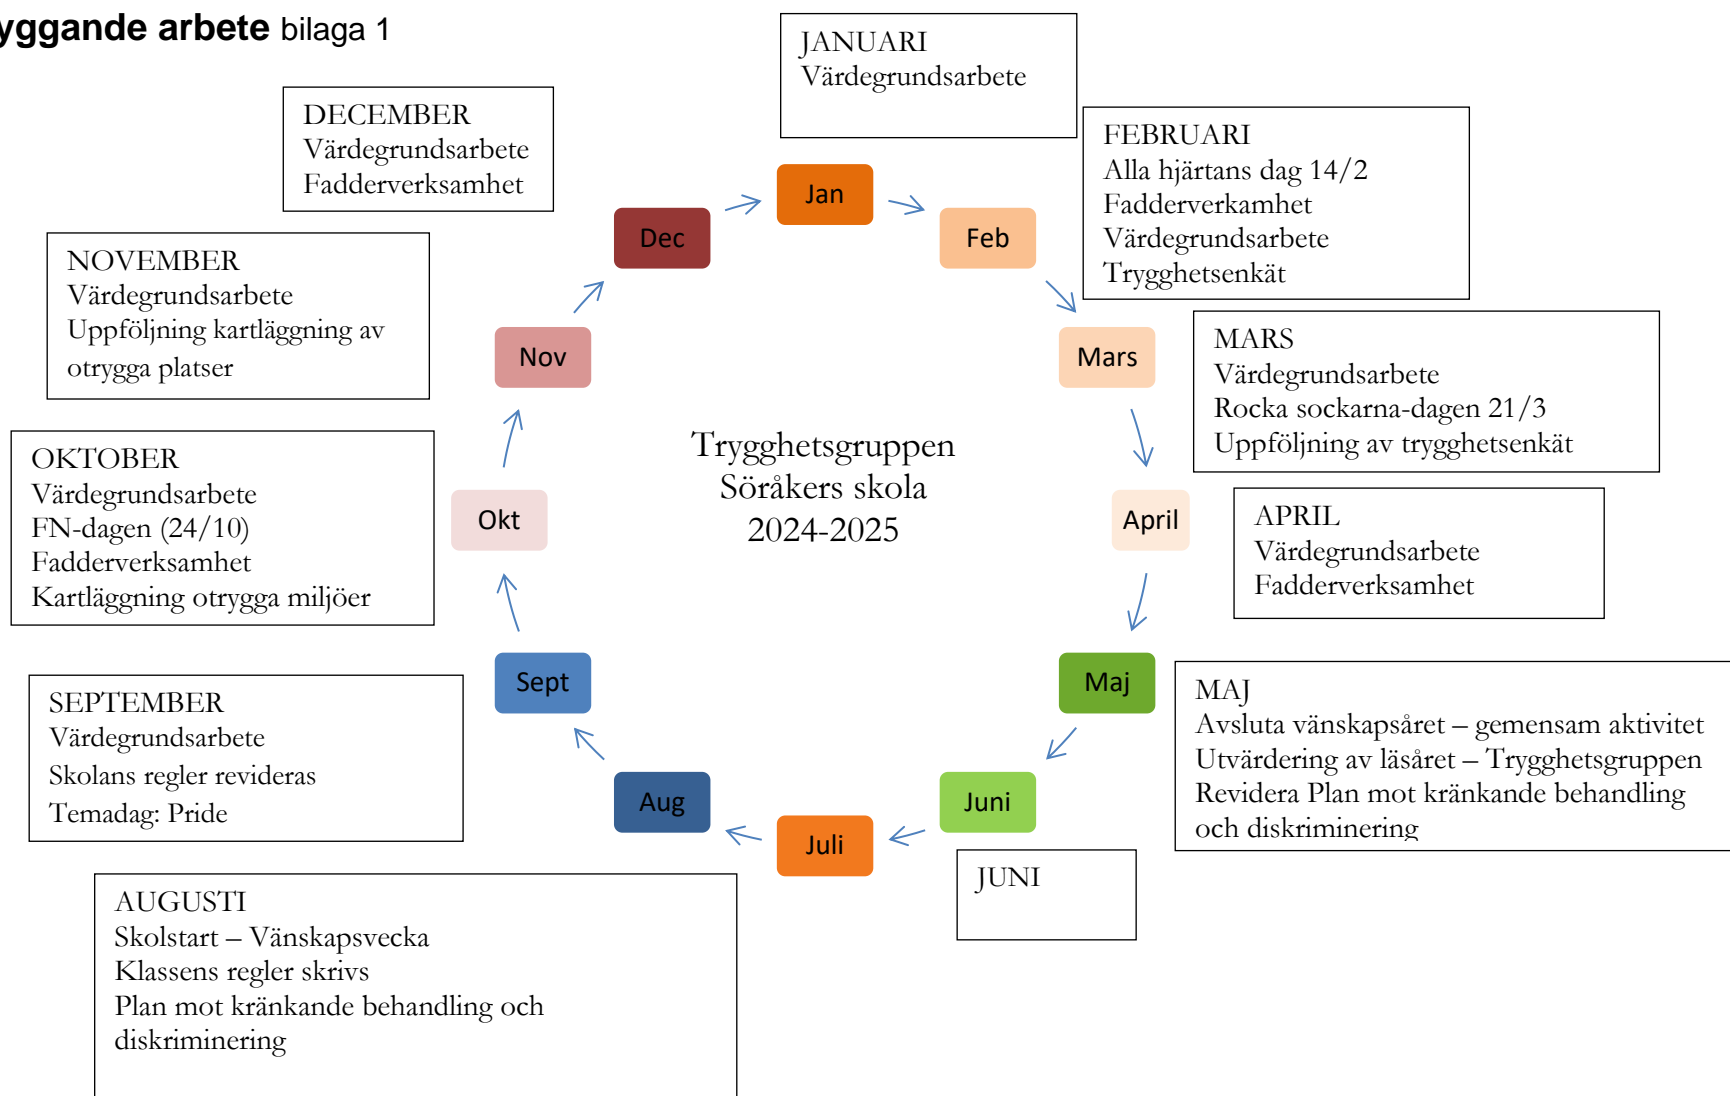 yggande arbete bilaga 1
JANUARI
Värdegrundsarbete
DECEMBER
Värdegrundsarbete
Fadderverksamhet
FEBRUARI
Alla hjärtans dag 14/2
Fadderverkamhet
Värdegrundsarbete
Trygghetsenkät
NOVEMBER
Värdegrundsarbete
Uppföljning kartläggning av
otrygga platser
MARS
Värdegrundsarbete
Rocka sockarna-dagen 21/3
Uppföljning av trygghetsenkät
OKTOBER
Värdegrundsarbete
FN-dagen (24/10)
Fadderverksamhet
Kartläggning otrygga miljöer
APRIL
Värdegrundsarbete
Fadderverksamhet
SEPTEMBER
Värdegrundsarbete
Skolans regler revideras
Temadag: Pride
MAJ
Avsluta vänskapsåret – gemensam aktivitet
Utvärdering av läsåret – Trygghetsgruppen
Revidera Plan mot kränkande behandling
och diskriminering
AUGUSTI
Skolstart – Vänskapsvecka
Klassens regler skrivs
Plan mot kränkande behandling och
diskriminering
JUNI
Jan
Feb
Mars
April
Maj
Juni
Juli
Aug
Sept
Okt
Nov
Dec
Trygghetsgruppen
Söråkers skola
2024-2025